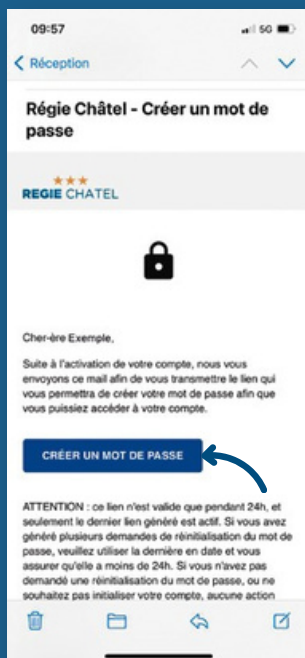 09:57
5G
Réception
Régie Châtel - Créer un mot de
passe
REGIE CHATEL
Cher-ère Exemple,
Suite à l'activation de votre compte, nous vous
envoyons ce mail afin de vous transmettre le lien qui
vous permettra de créer votre mot de passe afin que
vous puissiez accéder à votre compte.
CRÉER UN MOT DE PASSE
ATTENTION : ce lien n'est valide que pendant 24h, et
seulement le dernier lien généré est actif. Si vous avez
généré plusieurs demandes de réinitialisation du mot de
passe, veuillez utiliser la dernière en date et vous
assurer qu'elle a moins de 24h. Si vous n'avez pas
demandé une réinitialisation du mot de passe, ou ne
souhaitez pas initialiser votre compte, aucune action